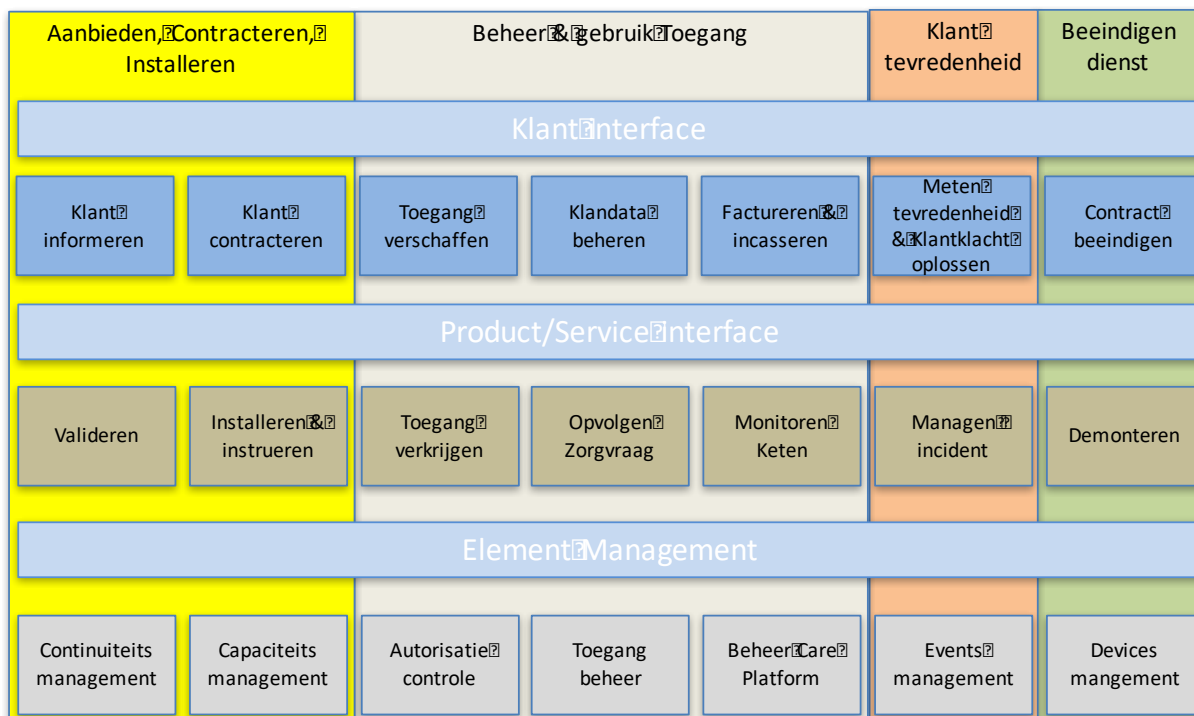 Aanbieden, Contracteren,
Installeren
Beheer & gebruik Toegang
Klant
tevredenheid
Beeindigen
dienst
Klant interface
Klant
informeren
Klant
contracteren
Toegang
verschaffen
Klandata
beheren
Factureren &
incasseren
Meten
tevredenheid
& Klantklacht
oplossen
Contract
beeindigen
Product/Service interface
Valideren
Installeren &
instrueren
Toegang
verkrijgen
Opvolgen
Zorgvraag
Monitoren
Keten
Managen
incident
Demonteren
Element Management
Continuiteits
management
Capaciteits
management
Autorisatie
controle
Toegang
beheer
Beheer Care
Platform
Events
management
Devices
mangement